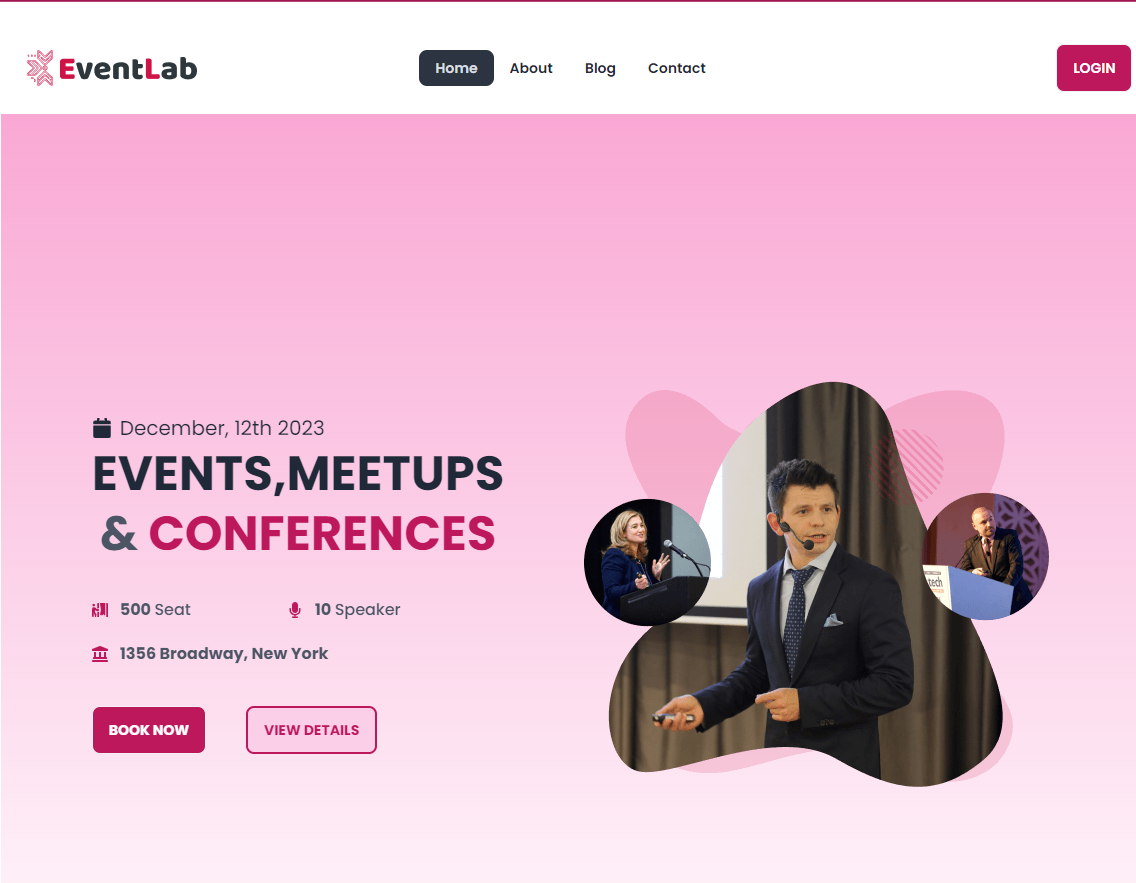 EventLab
Home
About
Blog
Contact
LOGIN
December, 12th 2023
EVENTS,MEETUPS
& CONFERENCES
500 Seat
10 Speaker
1356 Broadway, New York
BOOK NOW
VIEW DETAILS
tech